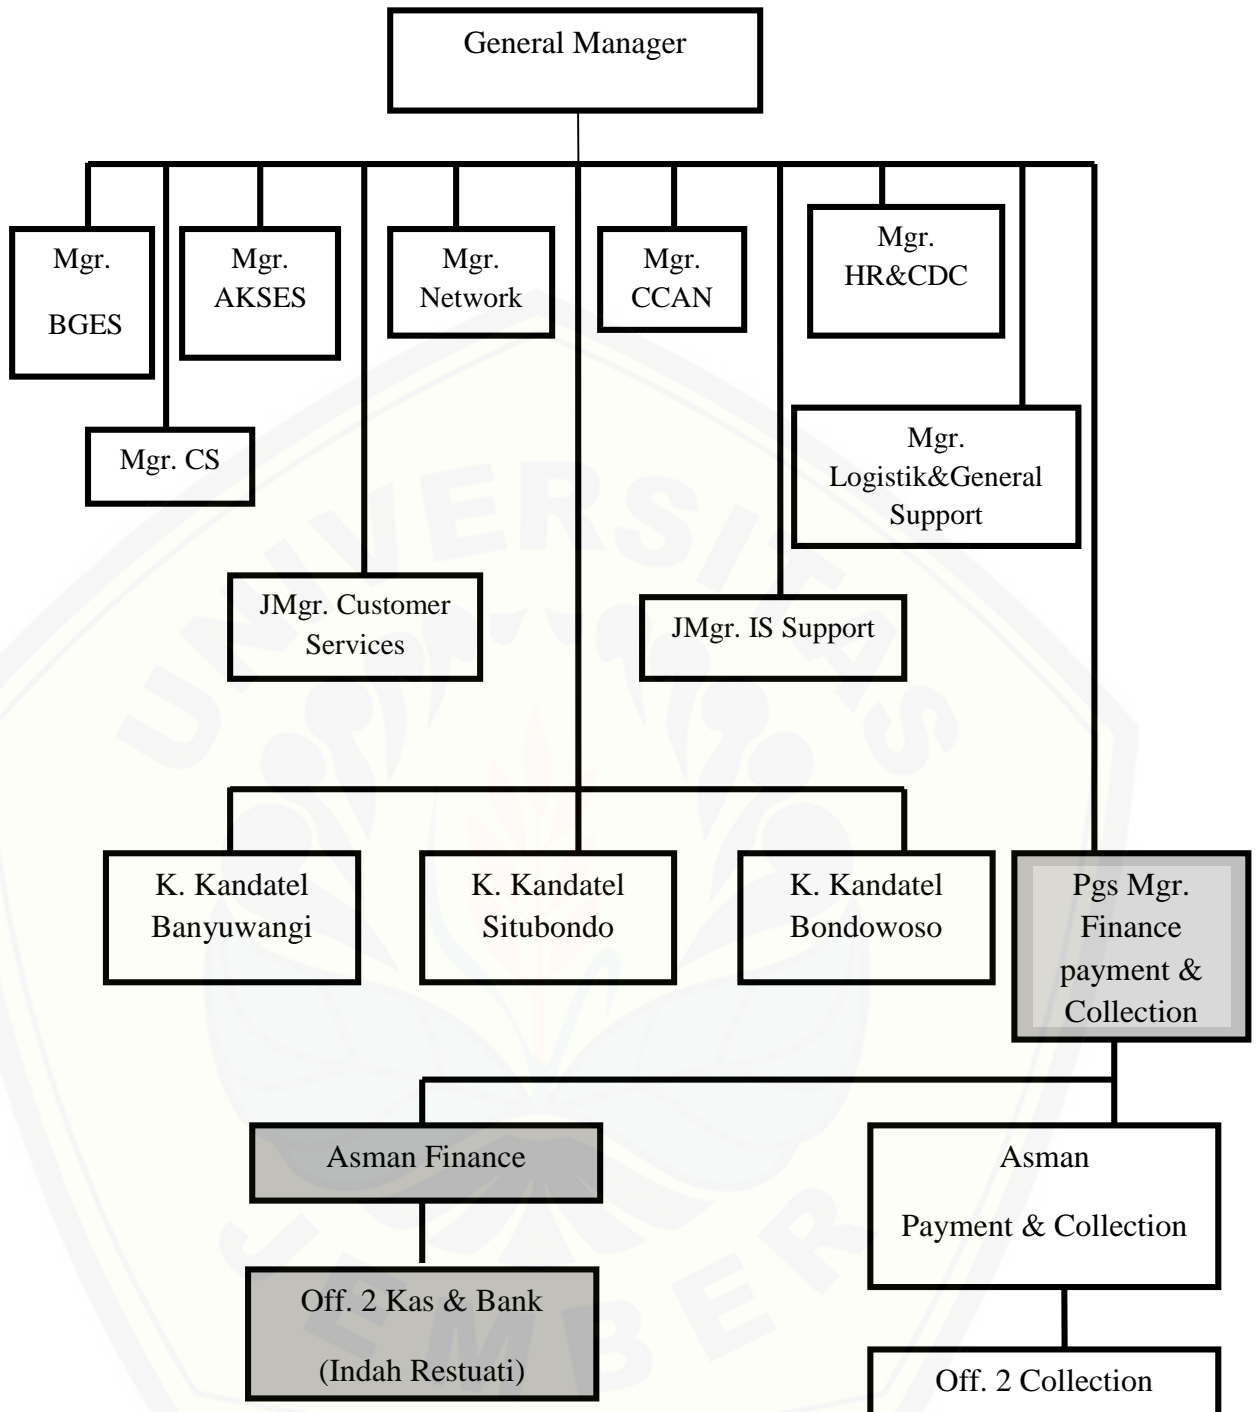 General Manager
Mgr.
BGES
Mgr.
AKSES
Mgr.
Network
Mgr.
CCAN
Mgr.
HR&CDC
Mgr. CS
Mgr.
Logistik&General
Support
JMgr. Customer
Services
JMgr. IS Support
K. Kandatel
Banyuwangi
K. Kandatel
Situbondo
K. Kandatel
Bondowoso
Pgs Mgr.
Finance
payment &
Collection
Asman Finance
Asman
Payment & Collection
Off. 2 Kas & Bank
(Indah Restuati)
Off. 2 Collection
UNIVERSITAS
JEMBER